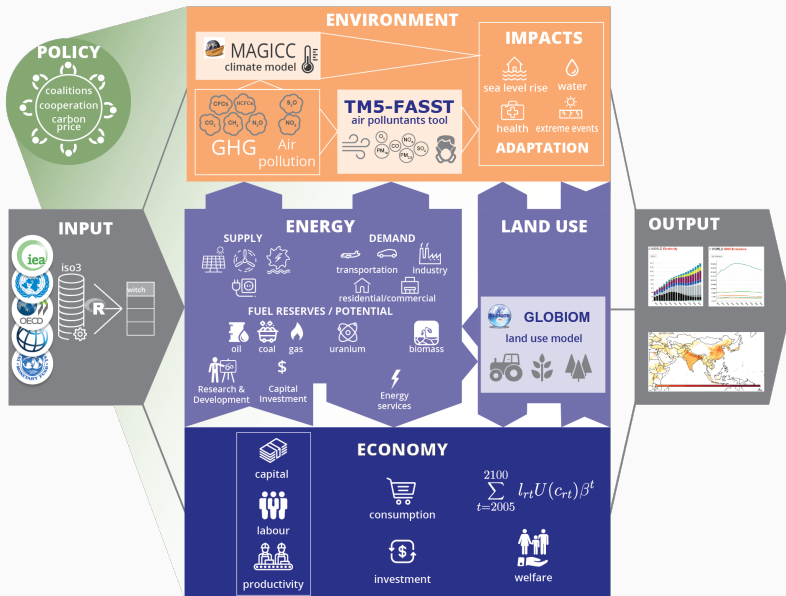 POLICY
coalitions
cooperation
carbon
price
ENVIRONMENT
MAGICC
climate model
CFCs
HCFCs
CO2
CH4
N2O
GHG
S2O
NO2
Air
pollution
TM5-FASST
air polluntants tool
O3
NOx
CO
SO2
PM10
IMPACTS
sea level rise
water
health
extreme events
ADAPTATION
INPUT
iea
OECD
iso3
R
witch
ENERGY
SUPPLY
DEMAND
transportation
industry
residential/commercial
FUEL RESERVES / POTENTIAL
oil
coal
gas
uranium
biomass
Research &
Development
$
Capital
Investment
Energy
services
LAND USE
GLOBIOM
land use model
OUTPUT
ECONOMY
capital
labour
productivity
consumption
$
investment
2100
∑ l_rt U(c_rt)β^t
t=2005
welfare